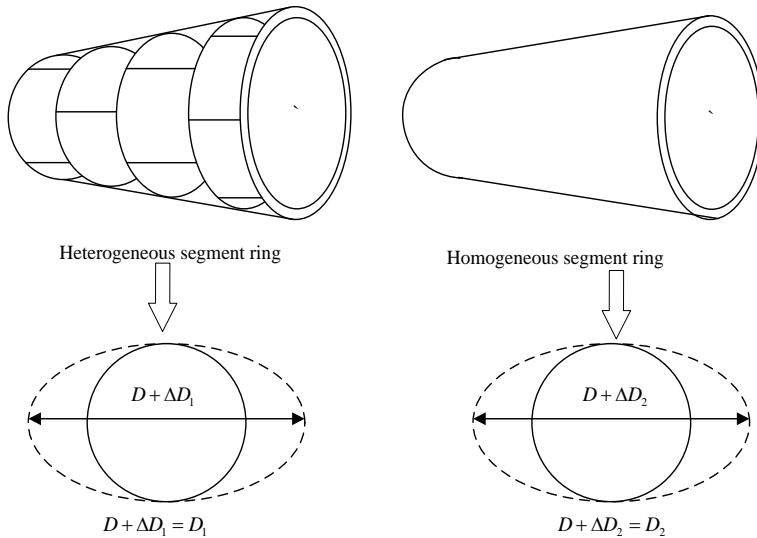 Heterogeneous segment ring
Homogeneous segment ring
D + ΔD₁
D + ΔD₂
D + ΔD₁ = D₁
D + ΔD₂ = D₂